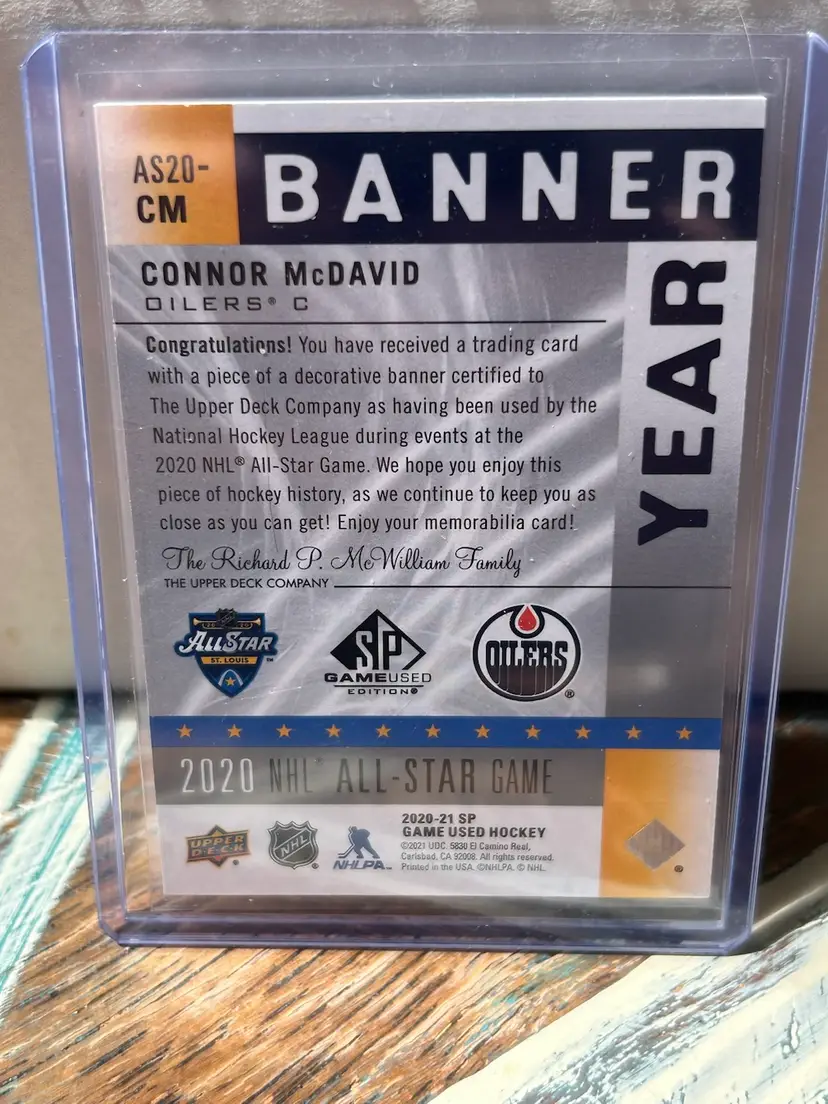 AS20-
CM
BANNER
YEAR
CONNOR McDAVID
OILERS® C
Congratulations! You have received a trading card
with a piece of a decorative banner certified to
The Upper Deck Company as having been used by the
National Hockey League during events at the
2020 NHL® All-Star Game. We hope you enjoy this
piece of hockey history, as we continue to keep you as
close as you can get! Enjoy your memorabilia card!
The Richard P. McWilliam Family
THE UPPER DECK COMPANY
2020
ALLSTAR
ST. LOUIS
™
SP
GAMEUSED
EDITION®
OILERS
®
2020 NHL® ALL-STAR GAME
UPPER
DECK
®
NHL
®
NHLPA
2020-21 SP
GAME USED HOCKEY
©2021 UDC. 5830 El Camino Real,
Carlsbad, CA 92008. All rights reserved.
Printed in the USA. ©NHLPA. © NHL.
®